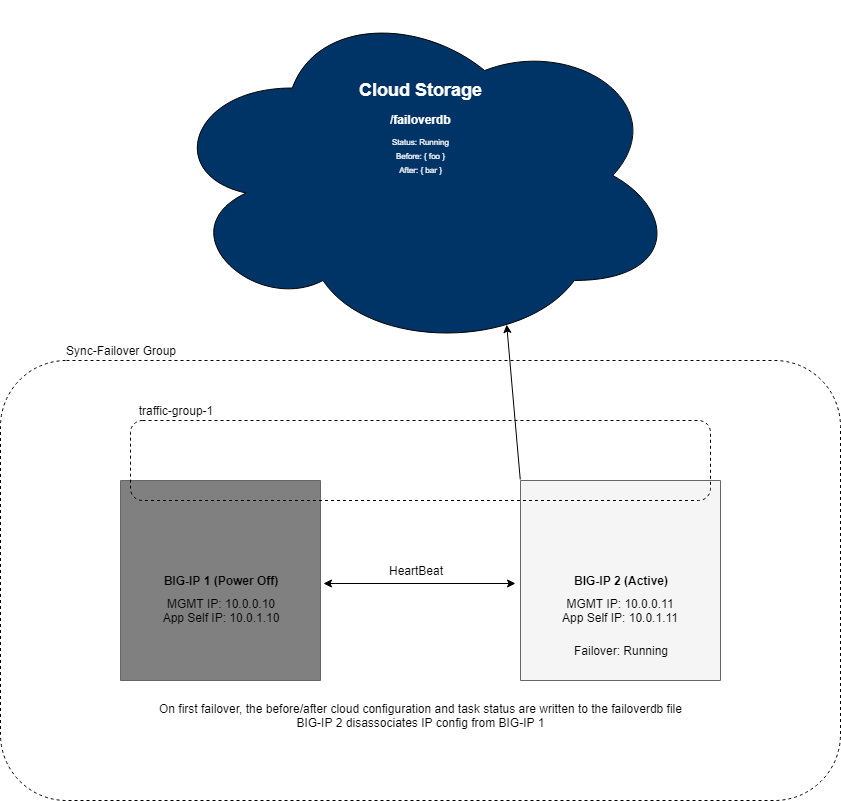 Cloud Storage
/failoverdb
Status: Running
Before: { foo }
After: { bar }
Sync-Failover Group
traffic-group-1
HeartBeat
BIG-IP 1 (Power Off)
MGMT IP: 10.0.0.10
App Self IP: 10.0.1.10
BIG-IP 2 (Active)
MGMT IP: 10.0.0.11
App Self IP: 10.0.1.11
Failover: Running
On first failover, the before/after cloud configuration and task status are written to the failoverdb file
BIG-IP 2 disassociates IP config from BIG-IP 1